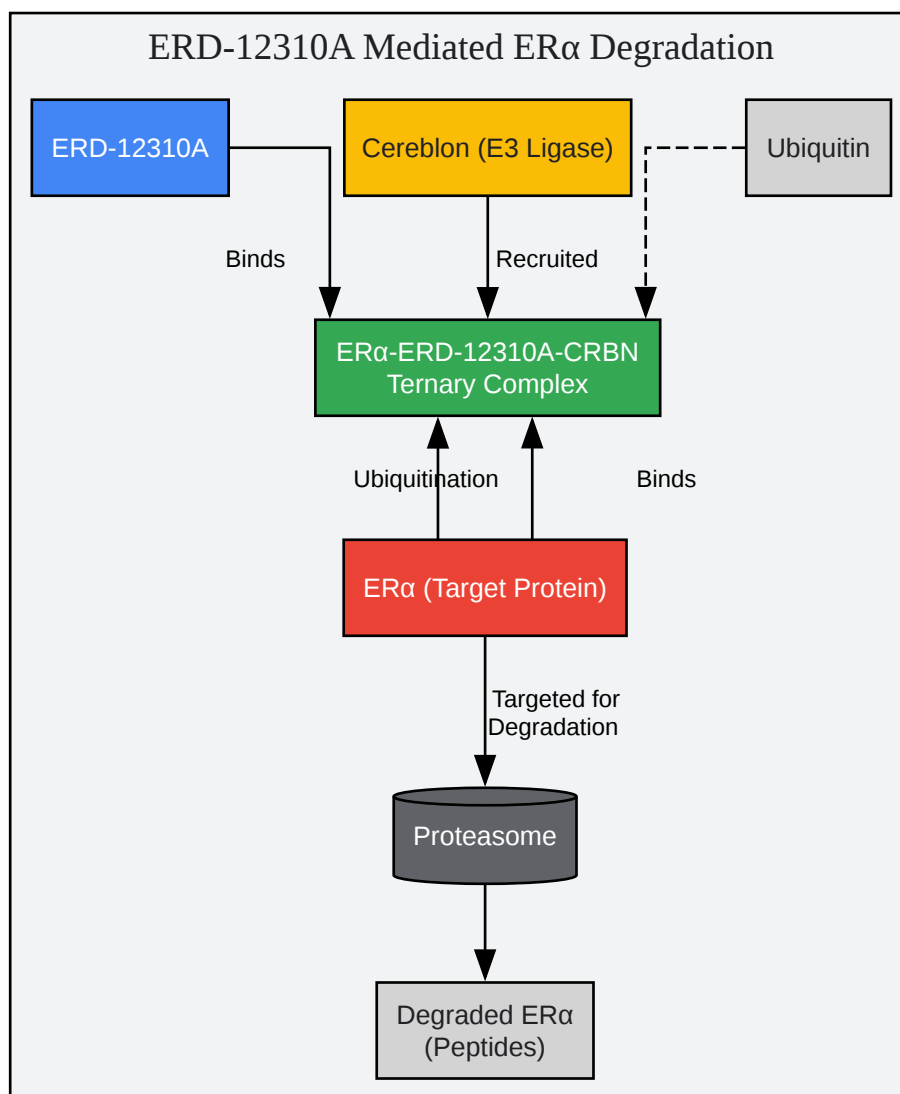 ERD-12310A Mediated ERα Degradation
ERD-12310A
Cereblon (E3 Ligase)
Ubiquitin
Binds
Recruited
ERα-ERD-12310A-CRBN
Ternary Complex
Ubiquitination
Binds
ERα (Target Protein)
Targeted for
Degradation
Proteasome
Degraded ERα
(Peptides)